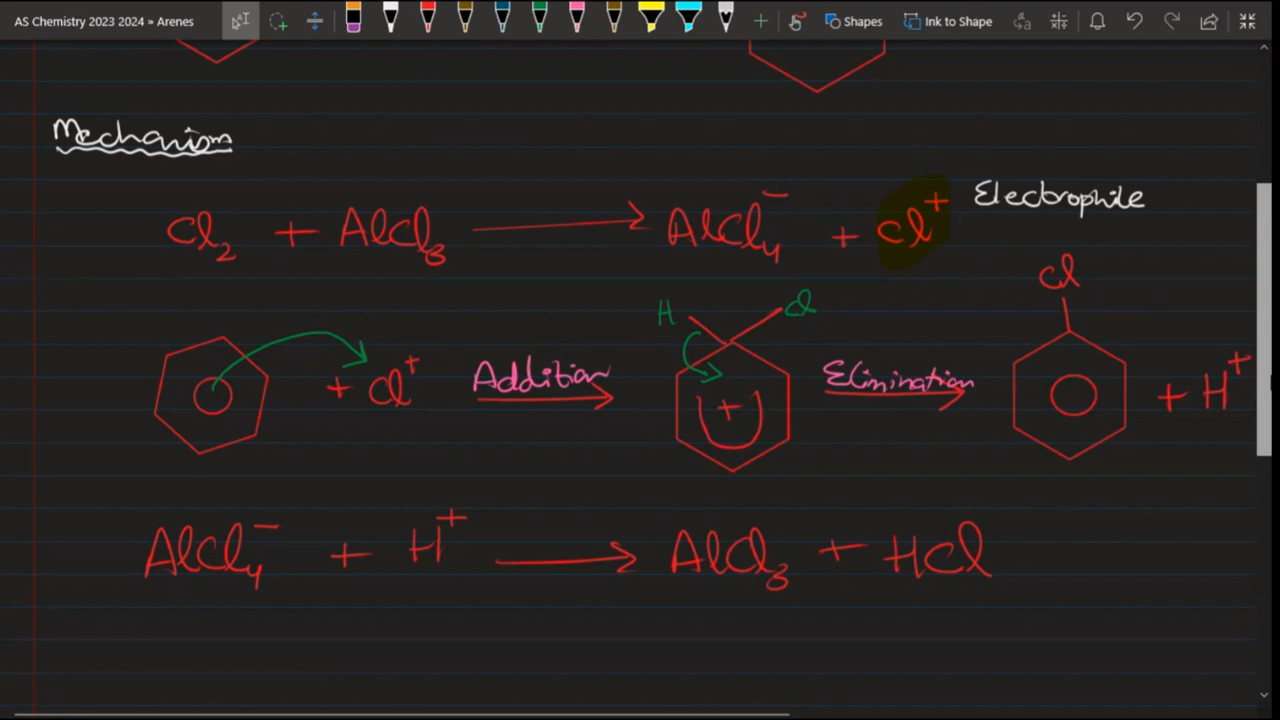 AS Chemistry 2023 2024 » Arenes
Shapes
Ink to Shape
Mechanism
Cl₂ + AlCl₃ → AlCl₄⁻ + Cl⁺ Electrophile
Cl
H Cl
+ Cl⁺ Addition + Elimination + H⁺
AlCl₄⁻ + H⁺ → AlCl₃ + HCl